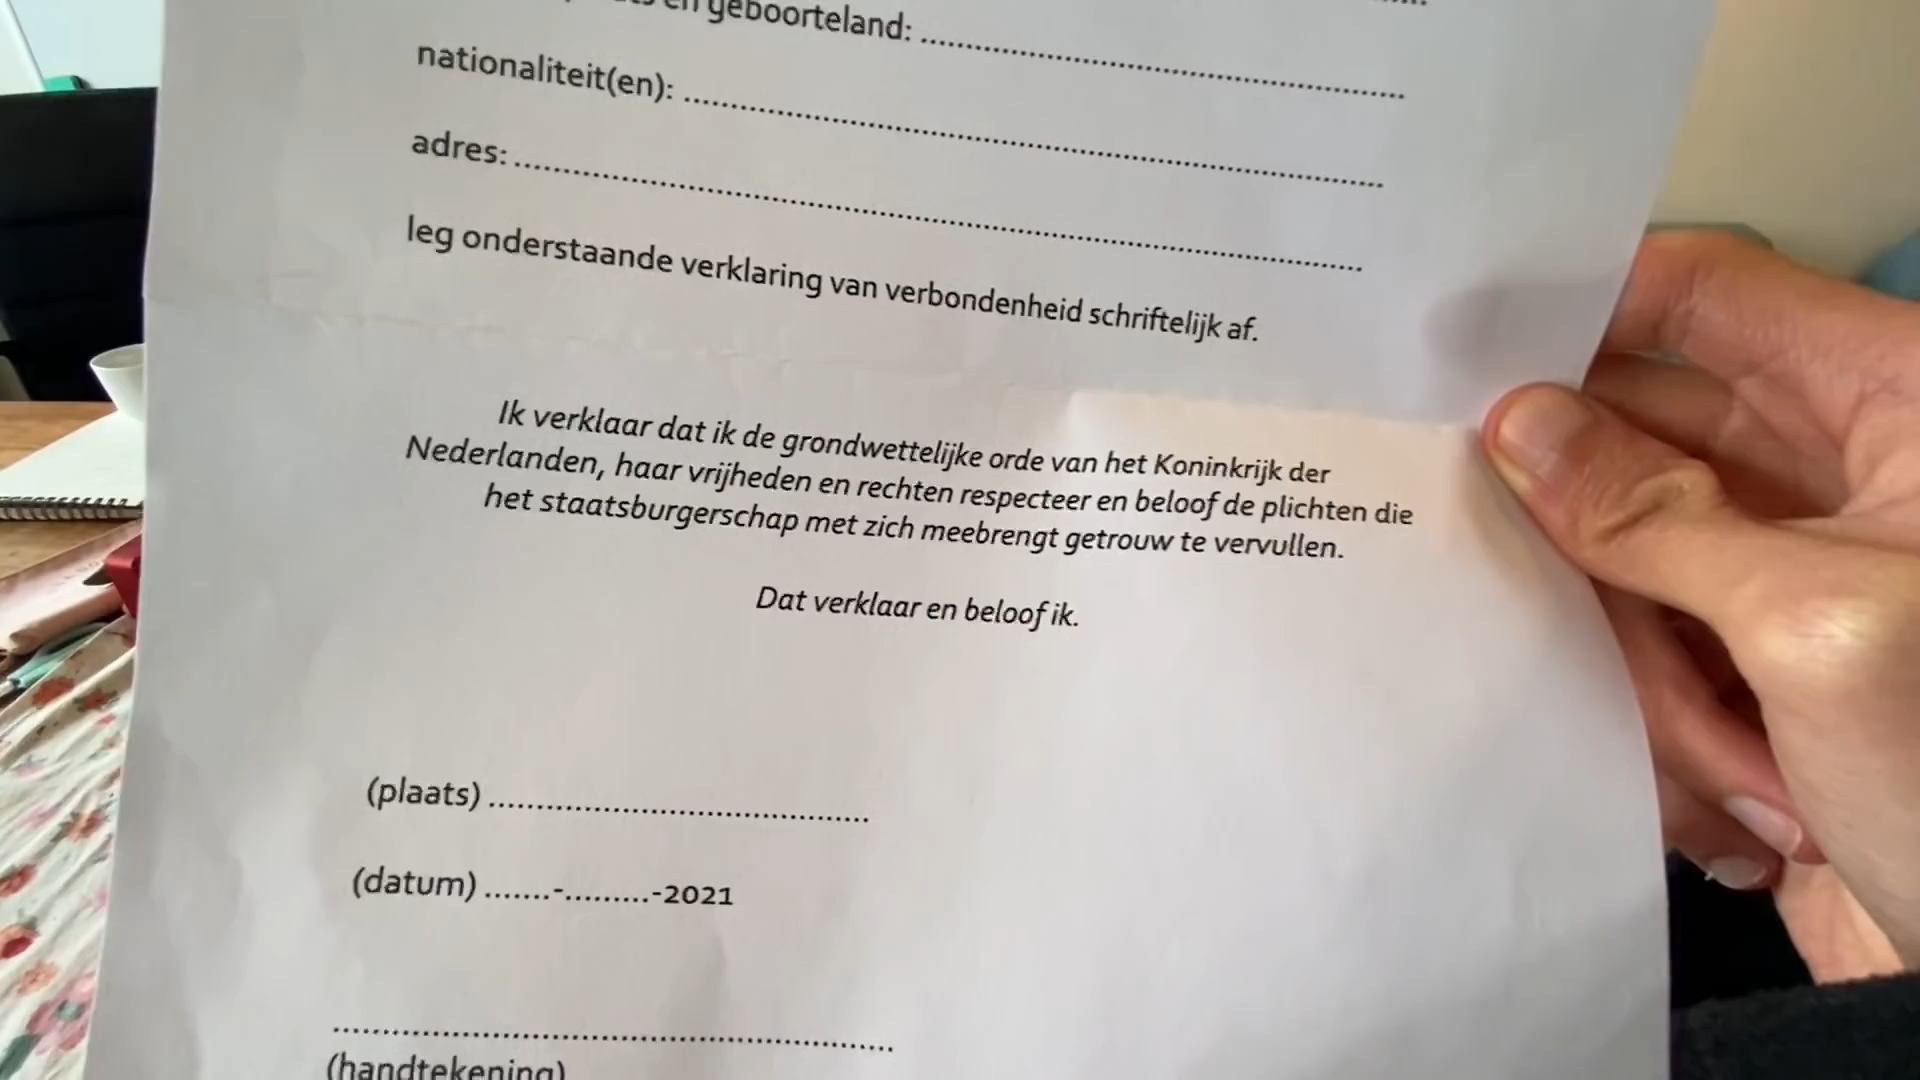 en geboorteland: ..............................................................
nationaliteit(en): ..........................................................................
adres: ............................................................................................
leg onderstaande verklaring van verbondenheid schriftelijk af.
Ik verklaar dat ik de grondwettelijke orde van het Koninkrijk der
Nederlanden, haar vrijheden en rechten respecteer en beloof de plichten die
het staatsburgerschap met zich meebrengt getrouw te vervullen.
Dat verklaar en beloof ik.
(plaats) ..........................................
(datum) .......-.........-2021
..............................................................
(handtekening)